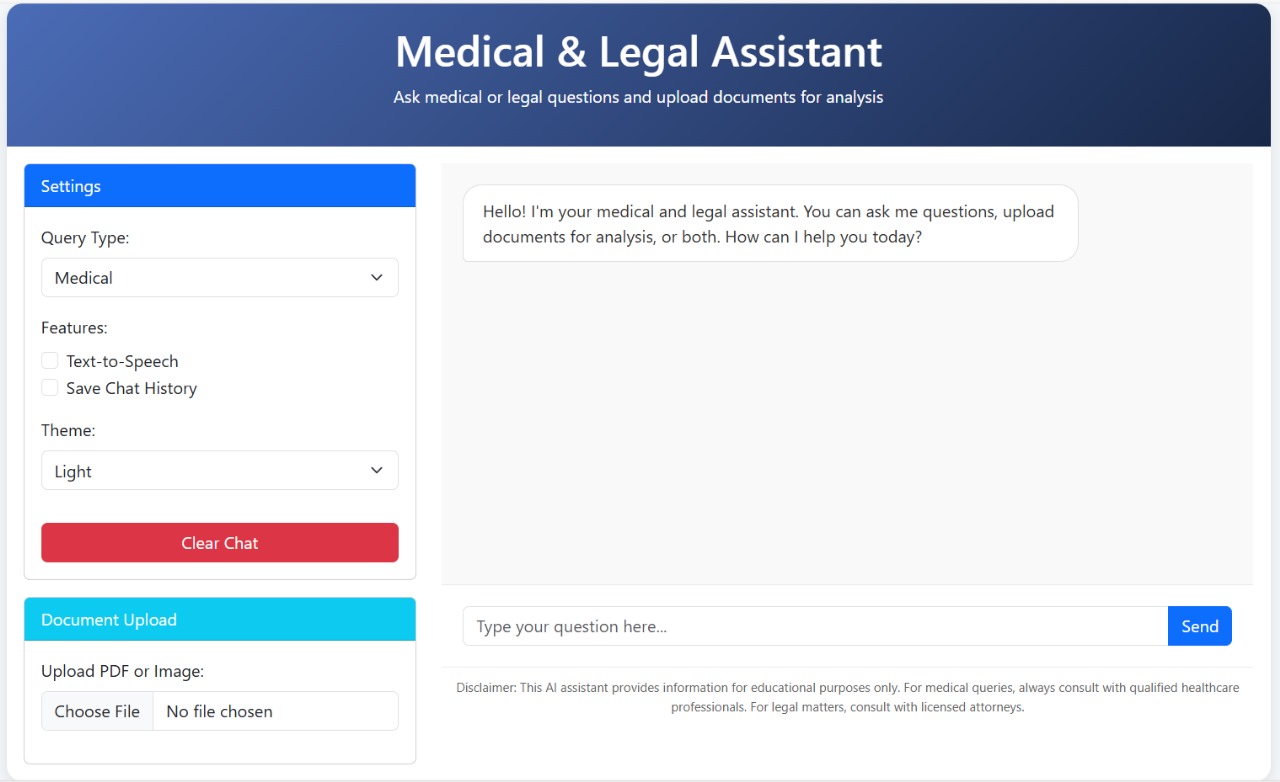 Medical & Legal Assistant
Ask medical or legal questions and upload documents for analysis
Settings
Query Type:
Medical
Features:
Text-to-Speech
Save Chat History
Theme:
Light
Clear Chat
Document Upload
Upload PDF or Image:
Choose File No file chosen
Hello! I'm your medical and legal assistant. You can ask me questions, upload
documents for analysis, or both. How can I help you today?
Type your question here...
Send
Disclaimer: This AI assistant provides information for educational purposes only. For medical queries, always consult with qualified healthcare
professionals. For legal matters, consult with licensed attorneys.